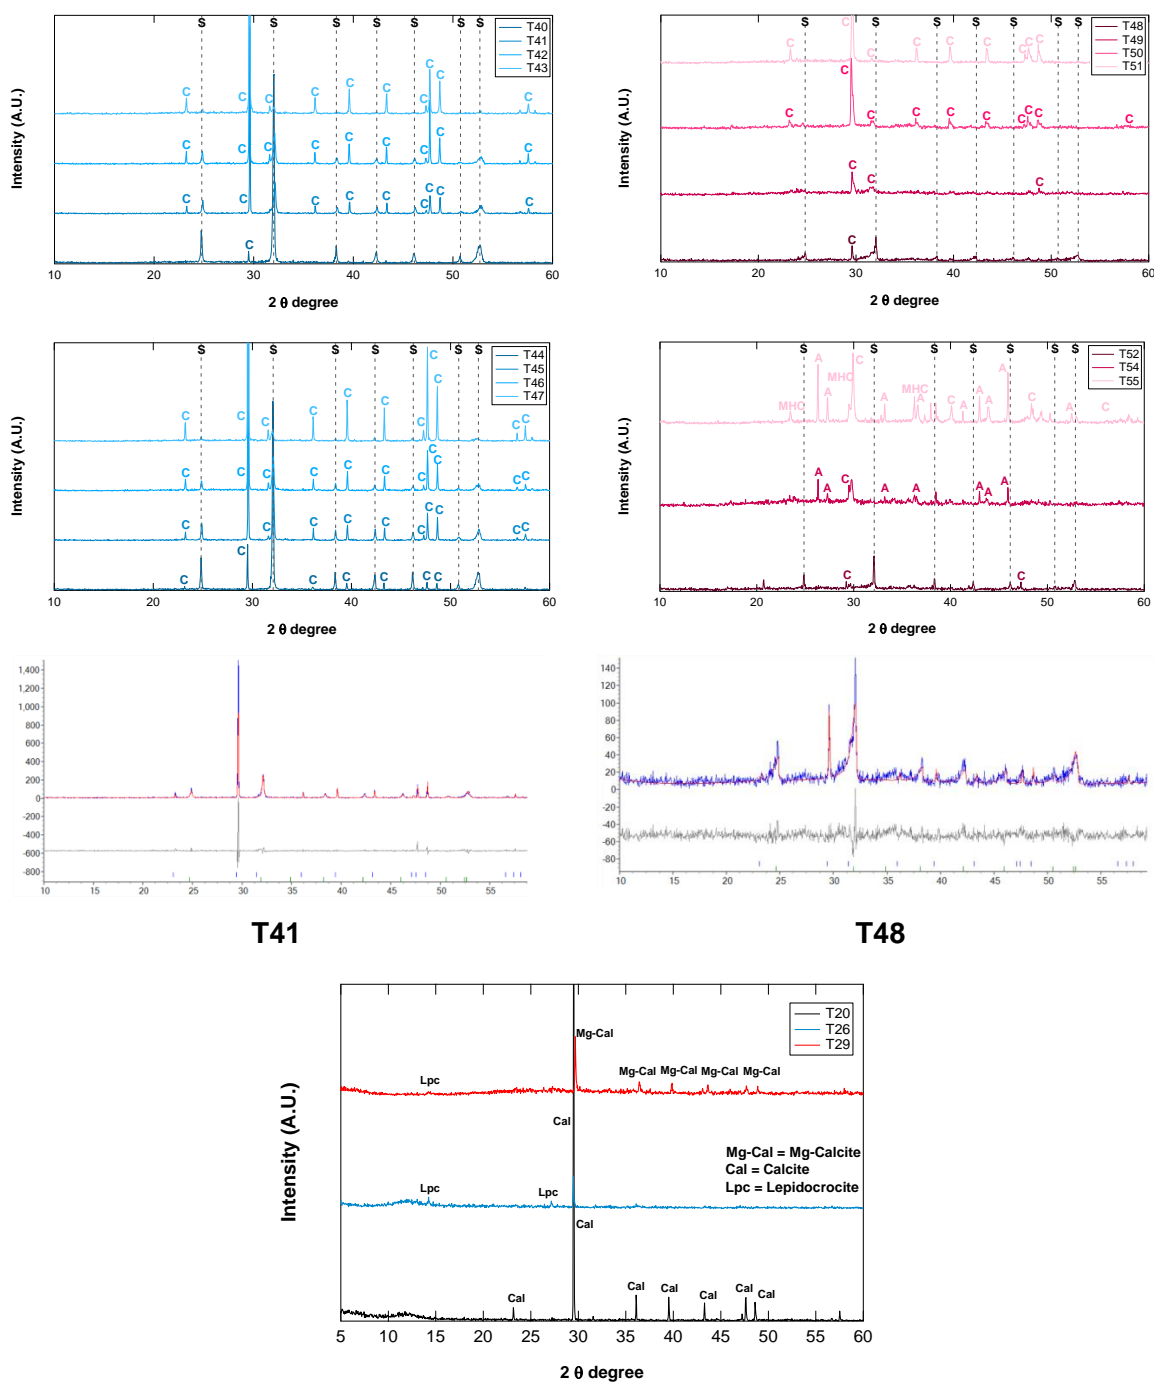 S S S S S S S
T40
T41
T42
T43
C C C C C C C C C C
C C C C C C C C C C
C C C C C C C C C
C
10 20 30 40 50 60
2 θ degree
Intensity (A.U.)
S S S S S S S
T48
T49
T50
T51
C C C C C C C C C
C C C C C C C C C C
C C C
C
10 20 30 40 50 60
2 θ degree
Intensity (A.U.)
S S S S S S S
T44
T45
T46
T47
C C C C C C C C C C C
C C C C C C C C C C C
C C C C C C C C C C C
C C C C C C C
10 20 30 40 50 60
2 θ degree
Intensity (A.U.)
S S S S S S S
T52
T54
T55
MHC A A MHC C A MHC A A C A A A A C A C
A A C A A A A A
C C
10 20 30 40 50 60
2 θ degree
Intensity (A.U.)
1,400
1,200
1,000
800
600
400
200
0
-200
-400
-600
-800
10 15 20 25 30 35 40 45 50 55
T41
140
120
100
80
60
40
20
0
-20
-40
-60
-80
10 15 20 25 30 35 40 45 50 55
T48
T20
T26
T29
Mg-Cal
Lpc Mg-Cal Mg-Cal Mg-Cal Mg-Cal
Cal
Mg-Cal = Mg-Calcite
Cal = Calcite
Lpc = Lepidocrocite
Lpc Lpc
Cal
Cal Cal Cal Cal Cal Cal
5 10 15 20 25 30 35 40 45 50 55 60
2 θ degree
Intensity (A.U.)